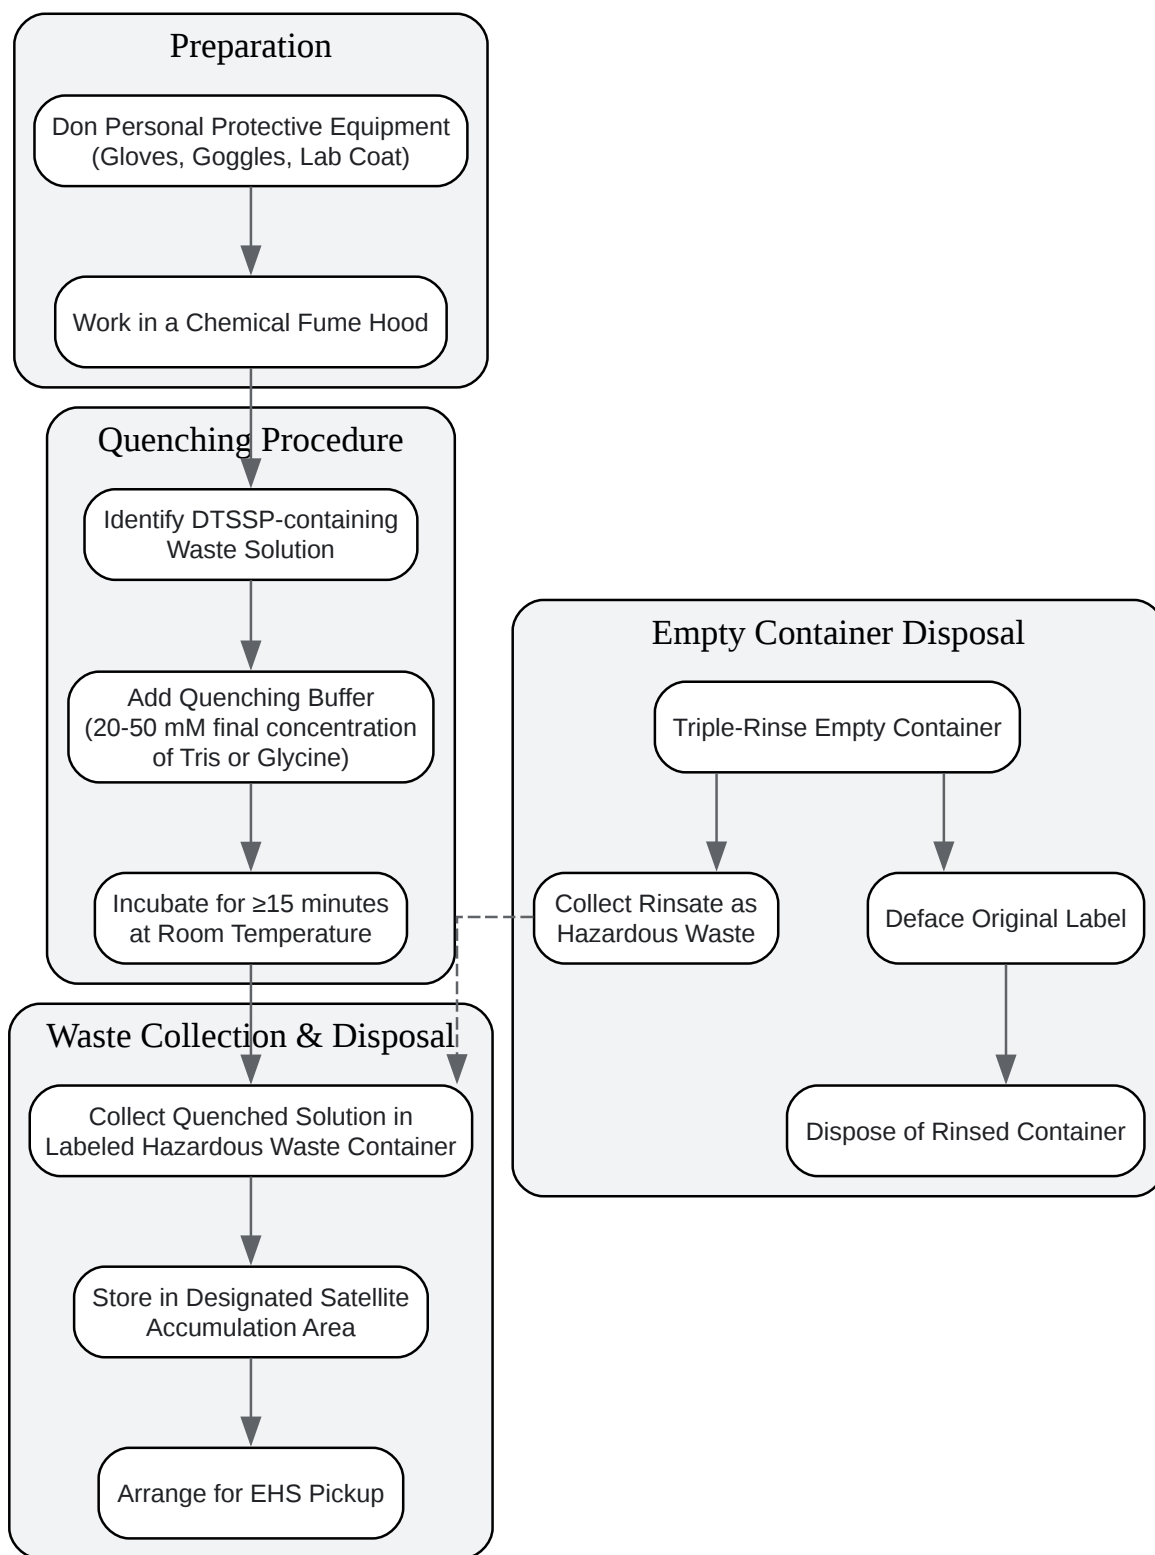 Preparation
Don Personal Protective Equipment
(Gloves, Goggles, Lab Coat)
Work in a Chemical Fume Hood
Quenching Procedure
Identify DTSSP-containing
Waste Solution
Add Quenching Buffer
(20-50 mM final concentration
of Tris or Glycine)
Incubate for ≥15 minutes
at Room Temperature
Waste Collection & Disposal
Collect Quenched Solution in
Labeled Hazardous Waste Container
Store in Designated Satellite
Accumulation Area
Arrange for EHS Pickup
Empty Container Disposal
Triple-Rinse Empty Container
Collect Rinsate as
Hazardous Waste
Deface Original Label
Dispose of Rinsed Container